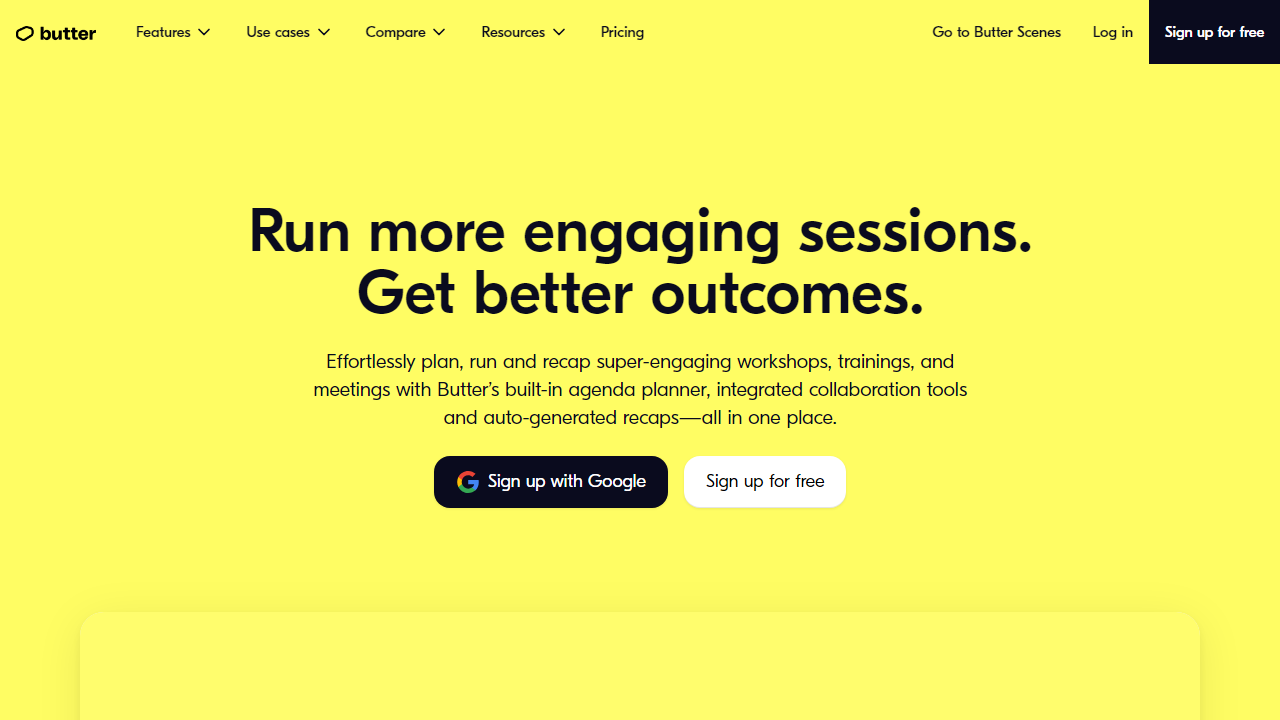 butter
Features
Use cases
Compare
Resources
Pricing
Go to Butter Scenes
Log in
Sign up for free
Run more engaging sessions.
Get better outcomes.
Effortlessly plan, run and recap super-engaging workshops, trainings, and
meetings with Butter’s built-in agenda planner, integrated collaboration tools
and auto-generated recaps—all in one place.
Sign up with Google
Sign up for free